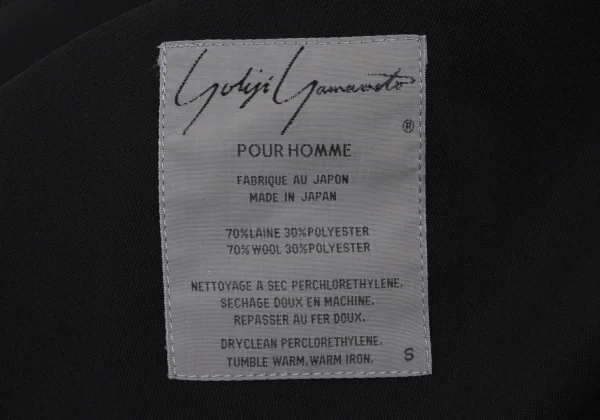 Yohji Yamamoto
®
POUR HOMME
FABRIQUE AU JAPON
MADE IN JAPAN
70%LAINE 30%POLYESTER
70%WOOL 30%POLYESTER
NETTOYAGE A SEC PERCHLORETHYLENE,
SECHAGE DOUX EN MACHINE,
REPASSER AU FER DOUX.
DRYCLEAN PERCLORETHYLENE,
TUMBLE WARM, WARM IRON. S